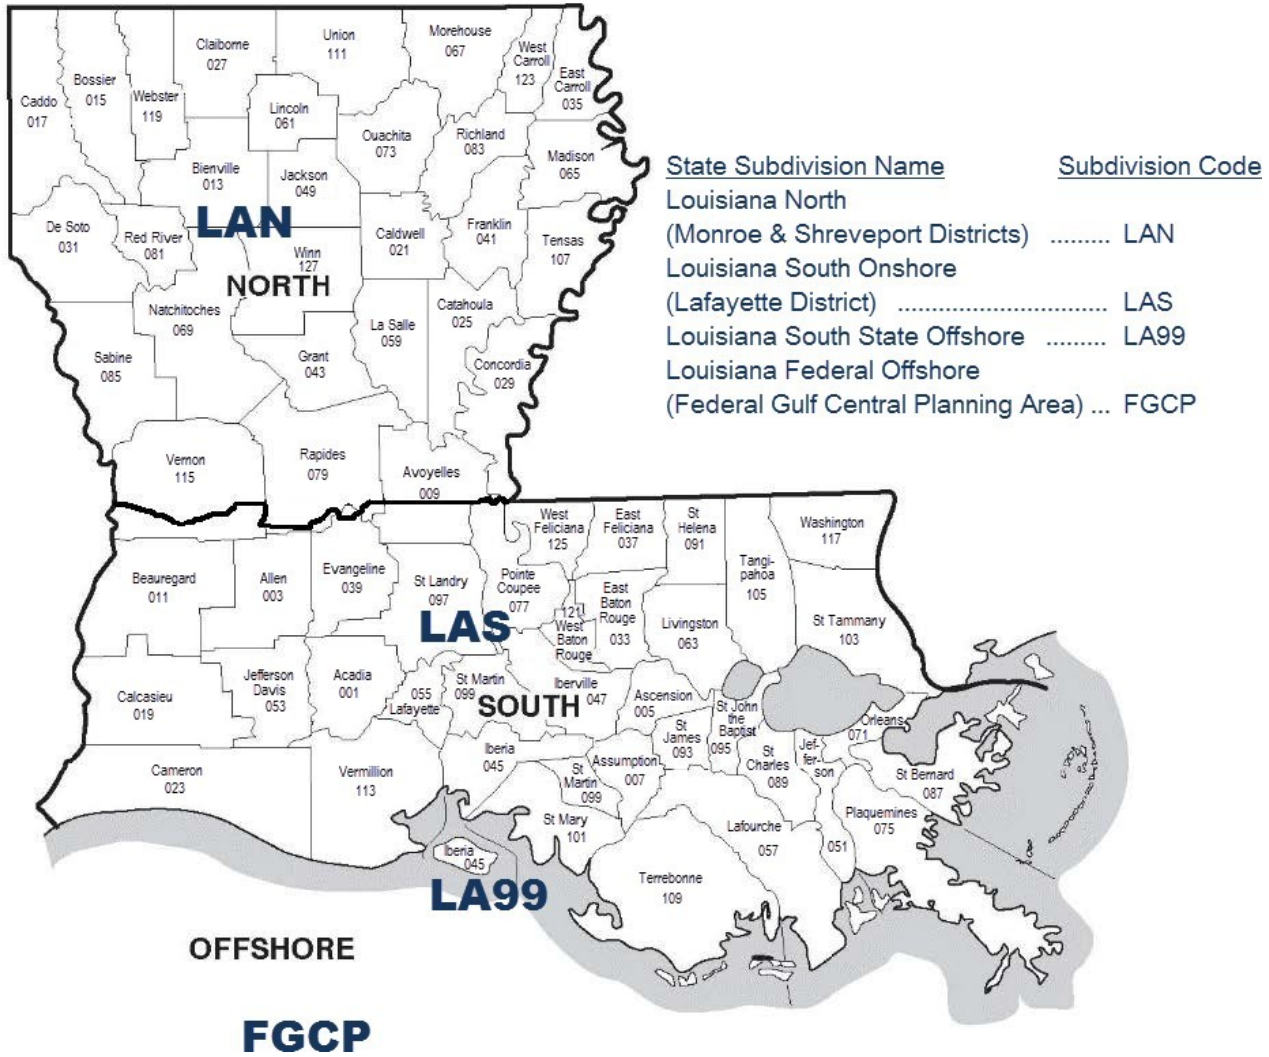 Claiborne
027
Union
111
Morehouse
067
West
Carroll
123
East
Carroll
035
Caddo
017
Bossier
015
Webster
119
Lincoln
061
Ouachita
073
Richland
083
Madison
065
Bienville
013
Jackson
049
De Soto
031
Red River
081
LAN
NORTH
Winn
127
Caldwell
021
Franklin
041
Tensas
107
Natchitoches
069
Sabine
085
Grant
043
La Salle
059
Catahoula
025
Concordia
029
Vernon
115
Rapides
079
Avoyelles
009
State Subdivision Name Subdivision Code
Louisiana North
(Monroe & Shreveport Districts) ......... LAN
Louisiana South Onshore
(Lafayette District) ................................ LAS
Louisiana South State Offshore ......... LA99
Louisiana Federal Offshore
(Federal Gulf Central Planning Area) ... FGCP
Beauregard
011
Allen
003
Evangeline
039
St Landry
097
LAS
Pointe
Coupee
077
West
Feliciana
125
East
Feliciana
037
St
Helena
091
Tangi-
pahoa
105
Washington
117
121
West
Baton
Rouge
East
Baton
Rouge
033
Livingston
063
St Tammany
103
Calcasieu
019
Jefferson
Davis
053
Acadia
001
055
Lafayette
St Martin
099
SOUTH
Iberville
047
Ascension
005
St
James
093
St John
the
Baptist
095
Orleans
071
Cameron
023
Vermillion
113
Iberia
045
St
Martin
099
Assumption
007
St
Charles
089
Jef-
fer-
son
051
St Bernard
087
Plaquemines
075
St Mary
101
Lafourche
057
Iberia
045
LA99
Terrebonne
109
OFFSHORE
FGCP